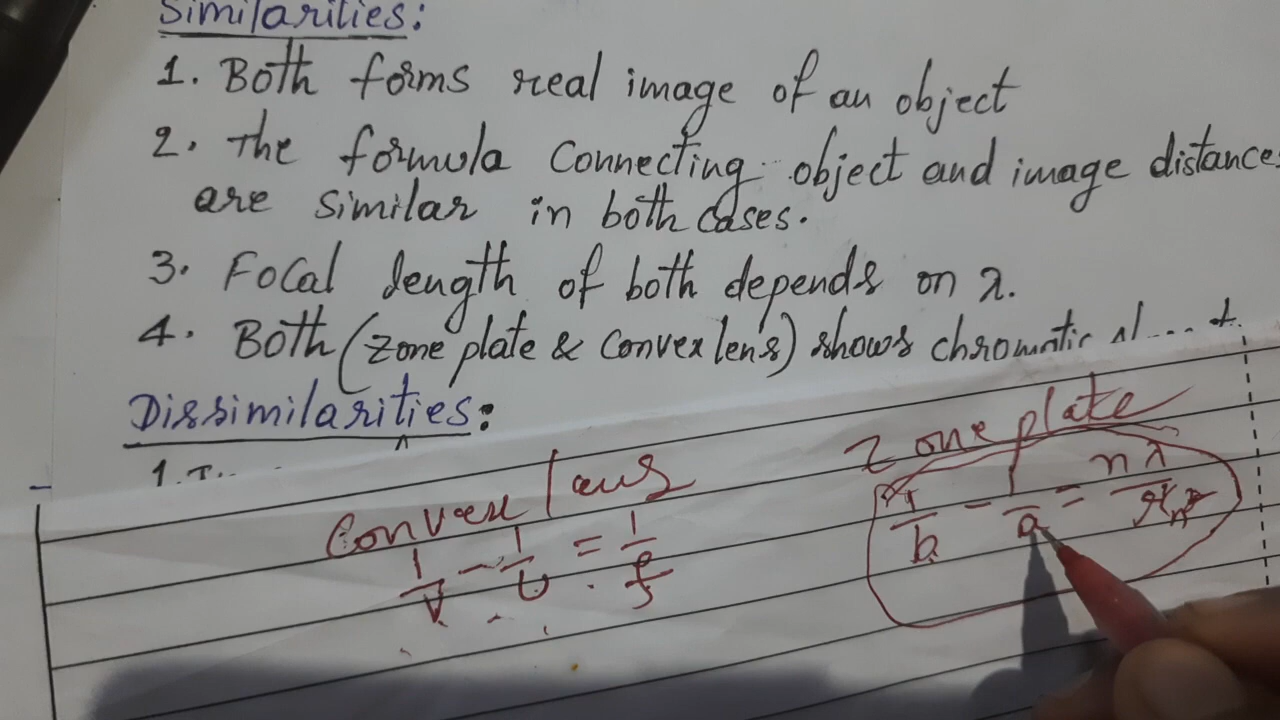 Similarities:
1. Both forms real image of an object
2. The formula connecting object and image distances
are similar in both cases.
3. Focal length of both depends on λ.
4. Both (zone plate & convex lens) shows chromatic
Dissimilarities:
1.
Zone plate
Convex lens
1/b - 1/a = nλ/rₙ²
1/v - 1/u = 1/f